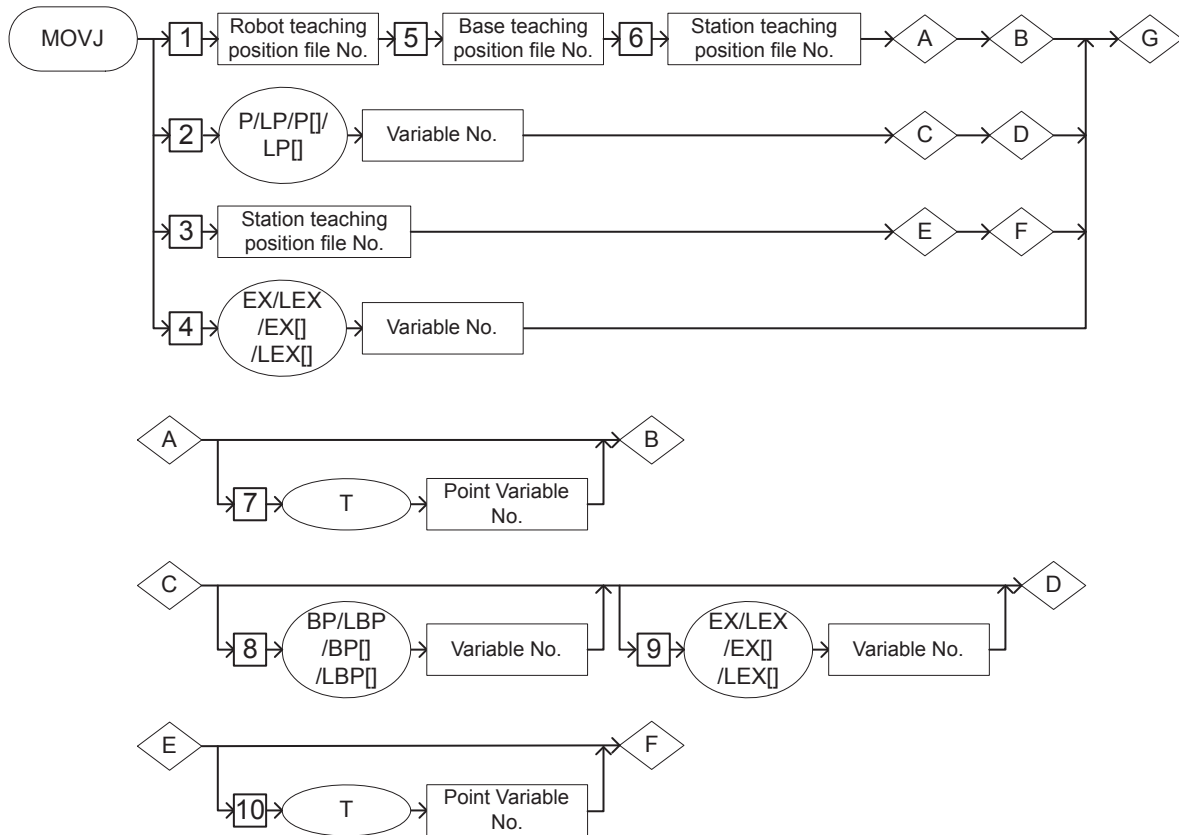 MOVJ
1
Robot teaching
position file No.
5
Base teaching
position file No.
6
Station teaching
position file No.
A
B
G
2
P/LP/P[]/
LP[]
Variable No.
C
D
3
Station teaching
position file No.
E
F
4
EX/LEX
/EX[]
/LEX[]
Variable No.
A
B
7
T
Point Variable
No.
C
D
8
BP/LBP
/BP[]
/LBP[]
Variable No.
9
EX/LEX
/EX[]
/LEX[]
Variable No.
E
F
10
T
Point Variable
No.